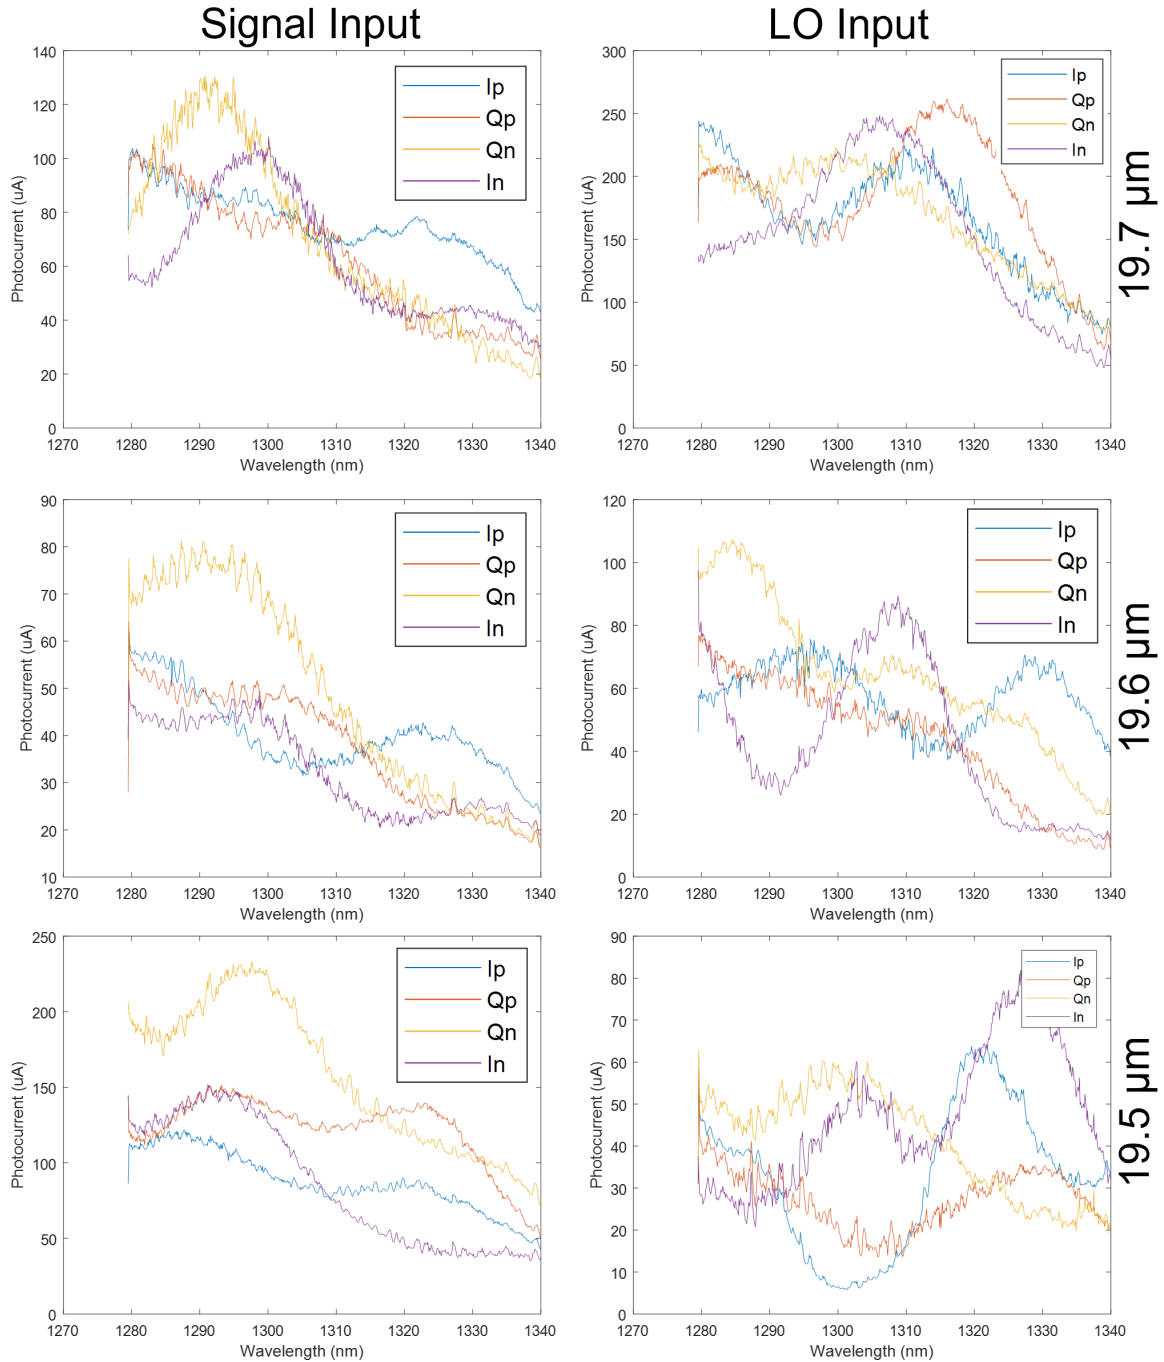 Signal Input
LO Input
140
120
100
80
60
40
20
0
1270
1280
1290
1300
1310
1320
1330
1340
Photocurrent (uA)
Wavelength (nm)
Ip
Qp
Qn
In
300
250
200
150
100
50
0
1270
1280
1290
1300
1310
1320
1330
1340
Photocurrent (uA)
Wavelength (nm)
Ip
Qp
Qn
In
19.7 µm
90
80
70
60
50
40
30
20
10
1270
1280
1290
1300
1310
1320
1330
1340
Photocurrent (uA)
Wavelength (nm)
Ip
Qp
Qn
In
120
100
80
60
40
20
0
1270
1280
1290
1300
1310
1320
1330
1340
Photocurrent (uA)
Wavelength (nm)
Ip
Qp
Qn
In
19.6 µm
250
200
150
100
50
0
1270
1280
1290
1300
1310
1320
1330
1340
Photocurrent (uA)
Wavelength (nm)
Ip
Qp
Qn
In
90
80
70
60
50
40
30
20
10
0
1270
1280
1290
1300
1310
1320
1330
1340
Photocurrent (uA)
Wavelength (nm)
Ip
Qp
Qn
In
19.5 µm